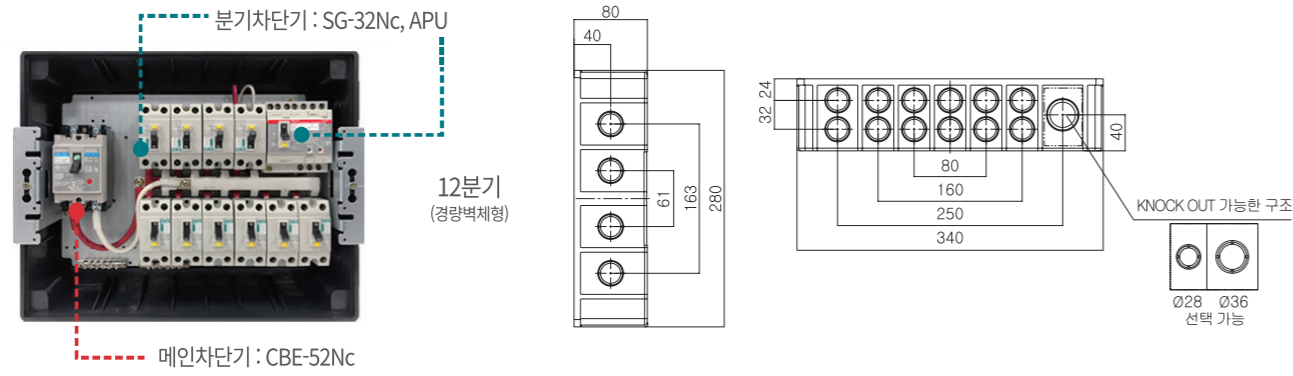 분기차단기 : SG-32Nc, APU
12분기
(경량벽체형)
메인차단기 : CBE-52Nc
80
40
61
163
280
24
32
40
80
160
250
340
KNOCK OUT 가능한 구조
Ø28 Ø36
선택 가능